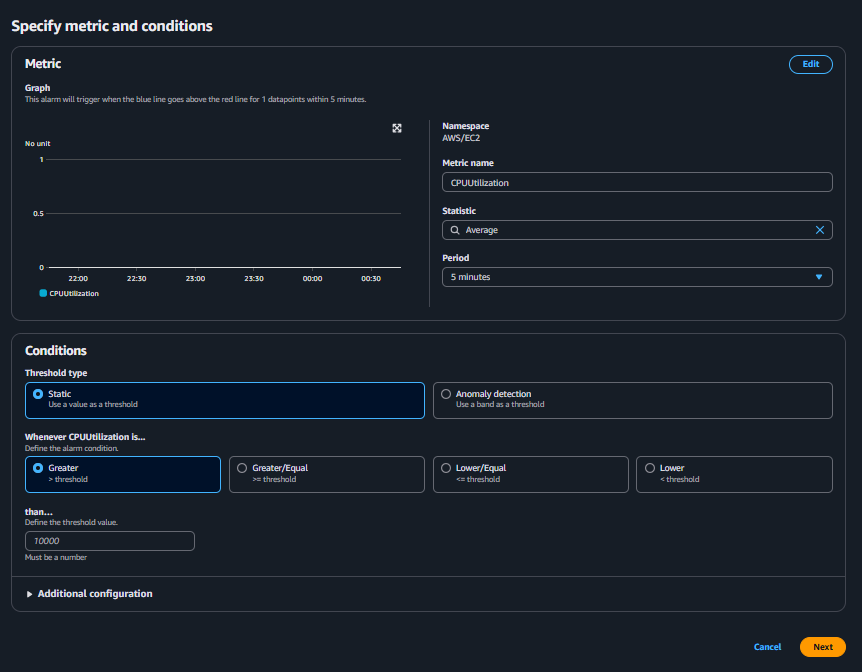 Specify metric and conditions
Metric
Edit
Graph
This alarm will trigger when the blue line goes above the red line for 1 datapoints within 5 minutes.
No unit
1
0.5
0
22:00 22:30 23:00 23:30 00:00 00:30
CPUUtilization
Namespace
AWS/EC2
Metric name
CPUUtilization
Statistic
Average
Period
5 minutes
Conditions
Threshold type
Static
Use a value as a threshold
Anomaly detection
Use a band as a threshold
Whenever CPUUtilization is...
Define the alarm condition.
Greater
> threshold
Greater/Equal
>= threshold
Lower/Equal
<= threshold
Lower
< threshold
than...
Define the threshold value.
10000
Must be a number
Additional configuration
Cancel
Next